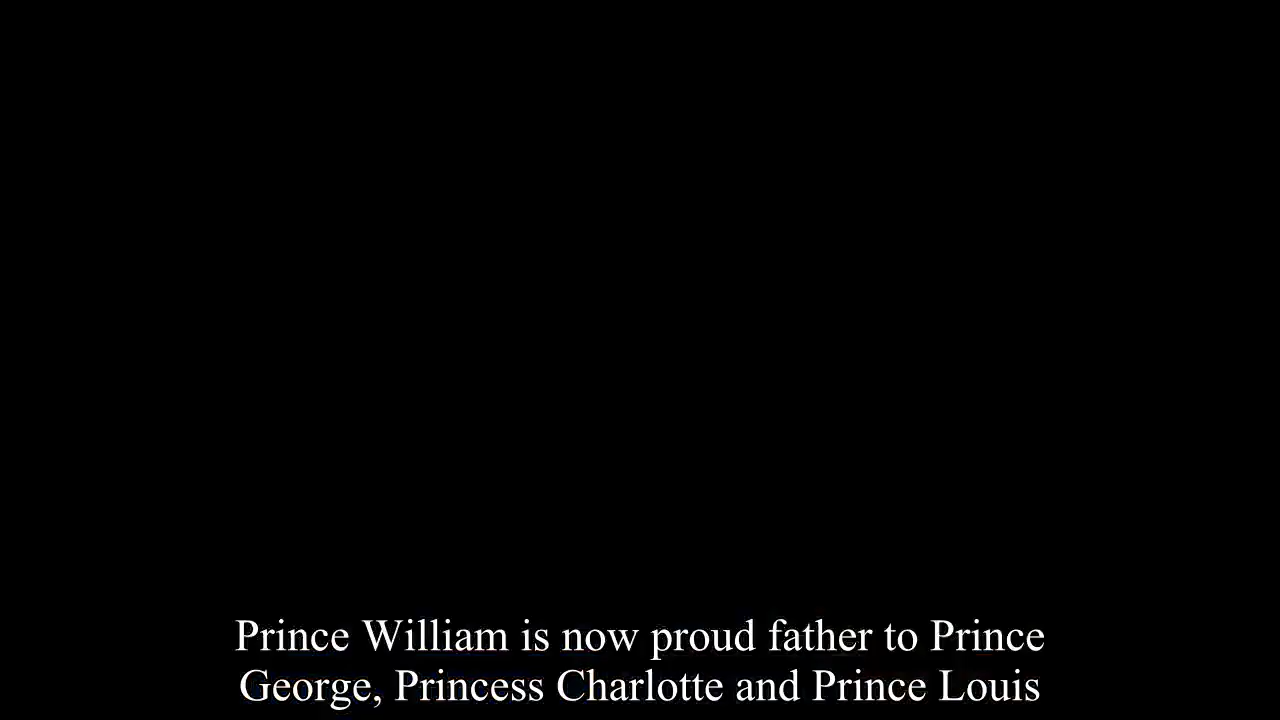 Prince William is now proud father to Prince
George, Princess Charlotte and Prince Louis